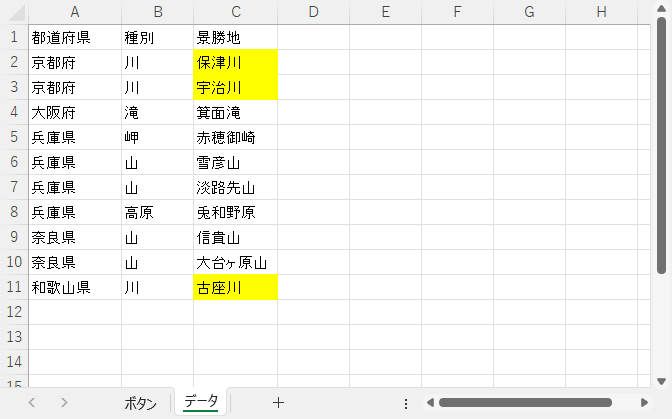 A B C D E F G H
1 都道府県 種別 景勝地
2 京都府 川 保津川
3 京都府 川 宇治川
4 大阪府 滝 箕面滝
5 兵庫県 岬 赤穂御崎
6 兵庫県 山 雪彦山
7 兵庫県 山 淡路先山
8 兵庫県 高原 兎和野原
9 奈良県 山 信貴山
10 奈良県 山 大台ヶ原山
11 和歌山県 川 古座川
12
13
14
15
ボタン データ